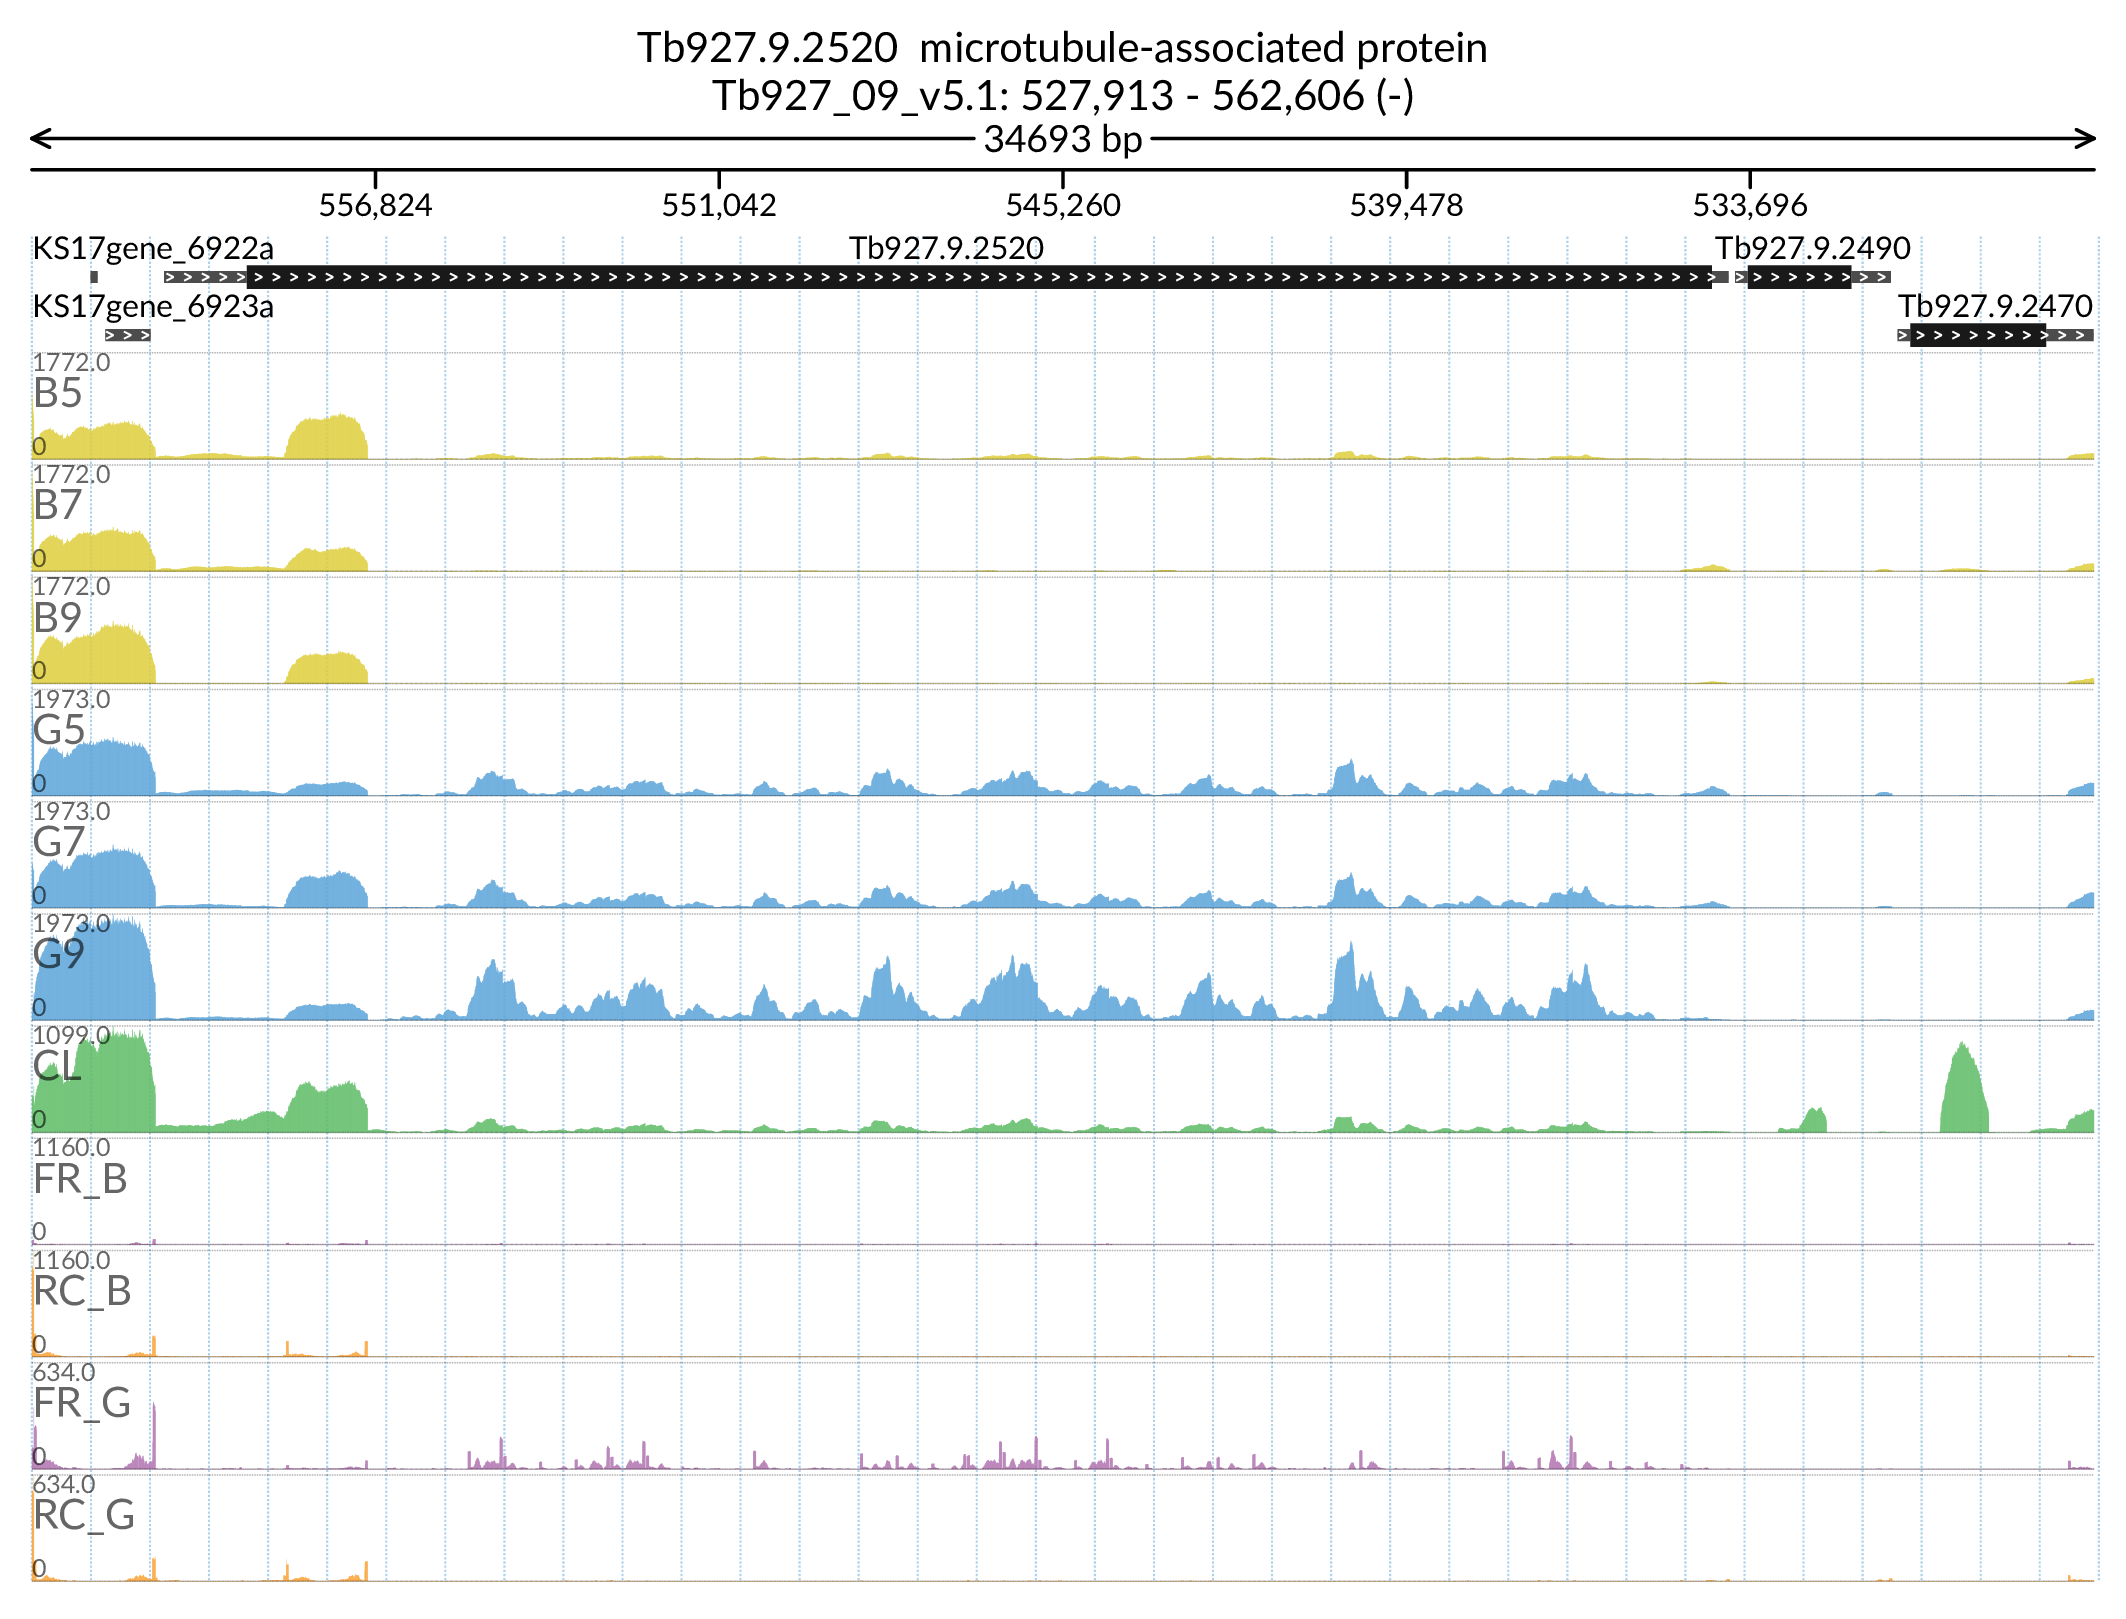 Tb927.9.2520  microtubule-associated protein
Tb927_09_v5.1: 527,913 - 562,606 (-)
34693 bp
556,824 551,042 545,260 539,478 533,696
KS17gene_6922a Tb927.9.2520 Tb927.9.2490
KS17gene_6923a Tb927.9.2470
1772.0
B5
0
1772.0
B7
0
1772.0
B9
0
1973.0
G5
0
1973.0
G7
0
1973.0
G9
0
1099.0
CL
0
1160.0
FR_B
0
1160.0
RC_B
0
634.0
FR_G
0
634.0
RC_G
0